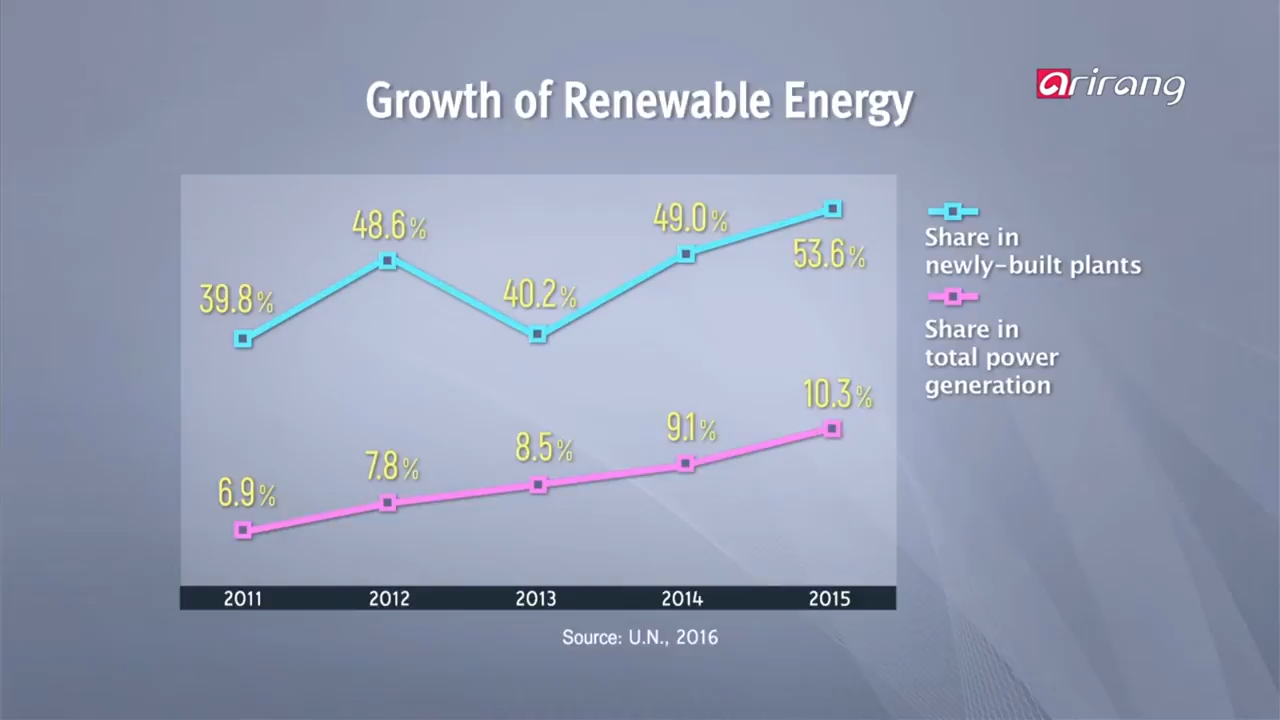 Growth of Renewable Energy
arirang
48.6%
49.0%
39.8%
40.2%
53.6%
Share in
newly-built plants
Share in
total power
generation
6.9%
7.8%
8.5%
9.1%
10.3%
2011
2012
2013
2014
2015
Source: U.N., 2016